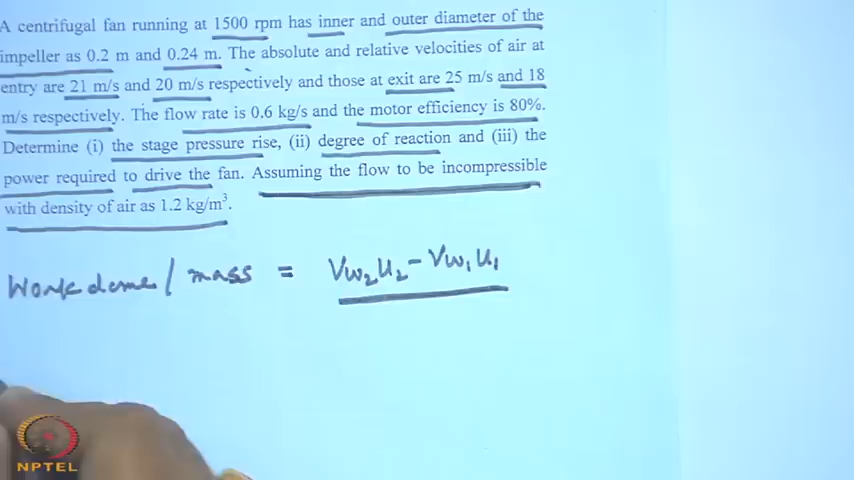 A centrifugal fan running at 1500 rpm has inner and outer diameter of the
impeller as 0.2 m and 0.24 m. The absolute and relative velocities of air at
entry are 21 m/s and 20 m/s respectively and those at exit are 25 m/s and 18
m/s respectively. The flow rate is 0.6 kg/s and the motor efficiency is 80%.
Determine (i) the stage pressure rise, (ii) degree of reaction and (iii) the
power required to drive the fan. Assuming the flow to be incompressible
with density of air as 1.2 kg/m³.
Work done / mass = Vw₂u₂ - Vw₁u₁
NPTEL